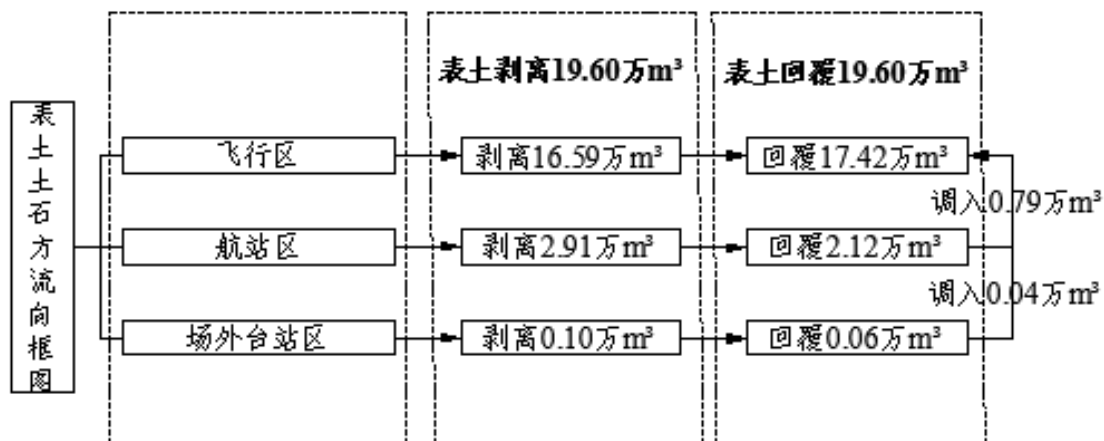 表土土石方流向框图
表土剥离19.60万m³
表土回覆19.60万m³
飞行区
剥离16.59万m³
回覆17.42万m³
调入0.79万m³
航站区
剥离2.91万m³
回覆2.12万m³
调入0.04万m³
场外台站区
剥离0.10万m³
回覆0.06万m³